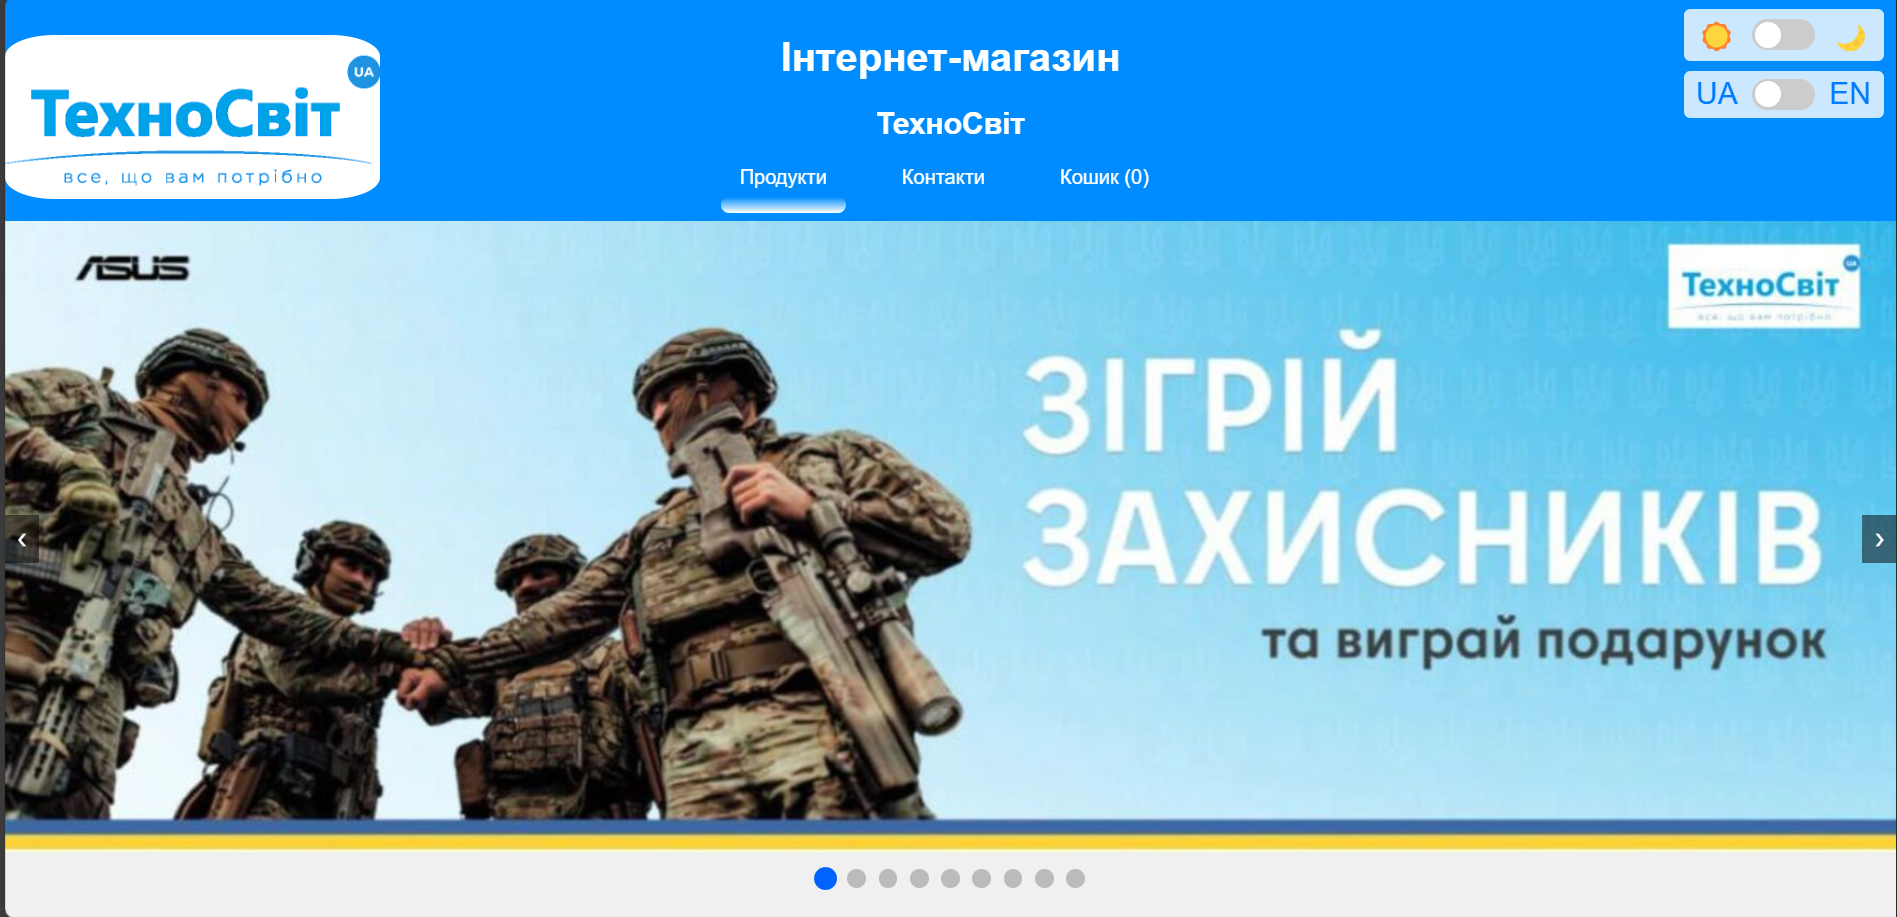 UA
ТехноСвіт
все, що вам потрібно
Інтернет-магазин
ТехноСвіт
Продукти
Контакти
Кошик (0)
UA
EN
ASUS
UA
ТехноСвіт
все, що вам потрібно
ЗІГРІЙ
ЗАХИСНИКІВ
та виграй подарунок